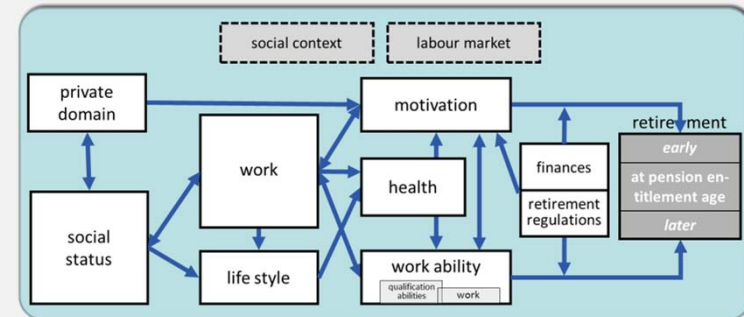 social context
labour market
private
domain
motivation
retirement
early
at pension en-
titlement age
later
work
finances
retirement
regulations
health
social
status
life style
work ability
qualification
abilities
work